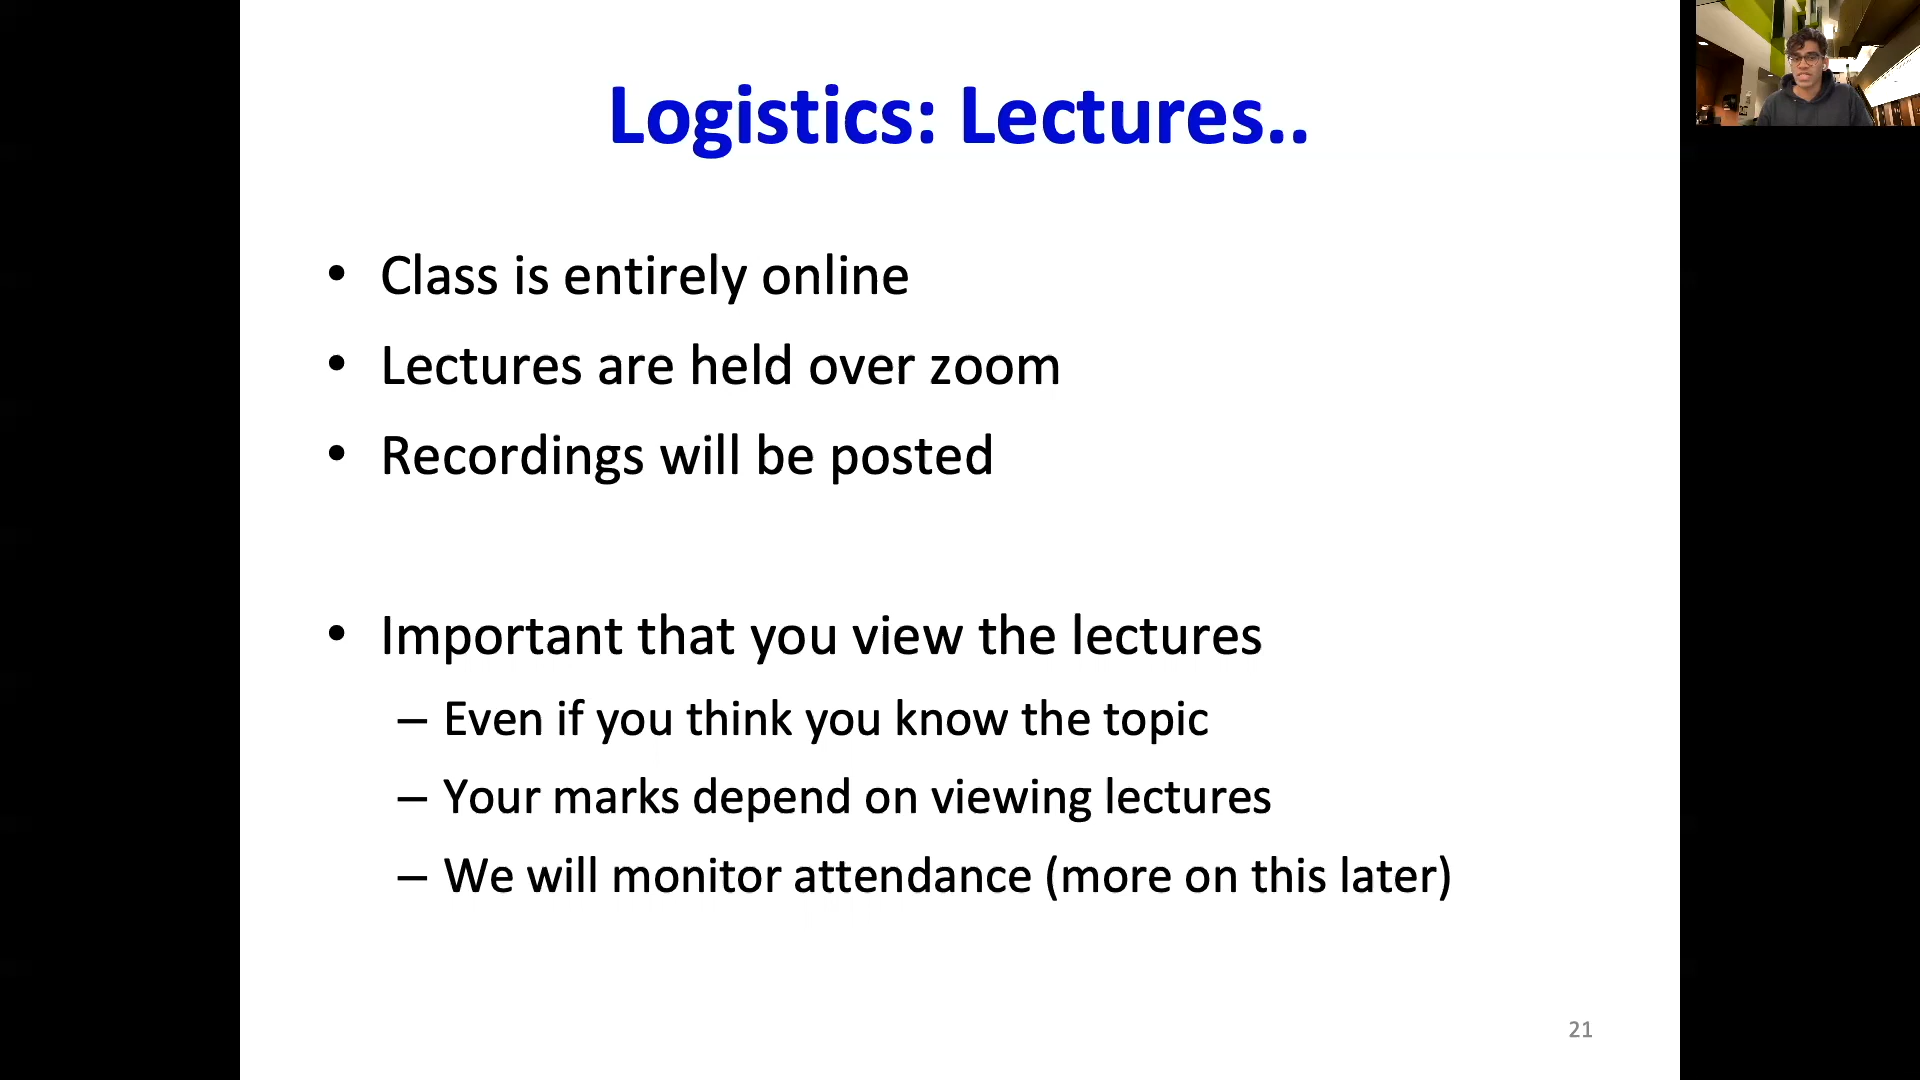 Logistics: Lectures..
• Class is entirely online
• Lectures are held over zoom
• Recordings will be posted
• Important that you view the lectures
– Even if you think you know the topic
– Your marks depend on viewing lectures
– We will monitor attendance (more on this later)
21